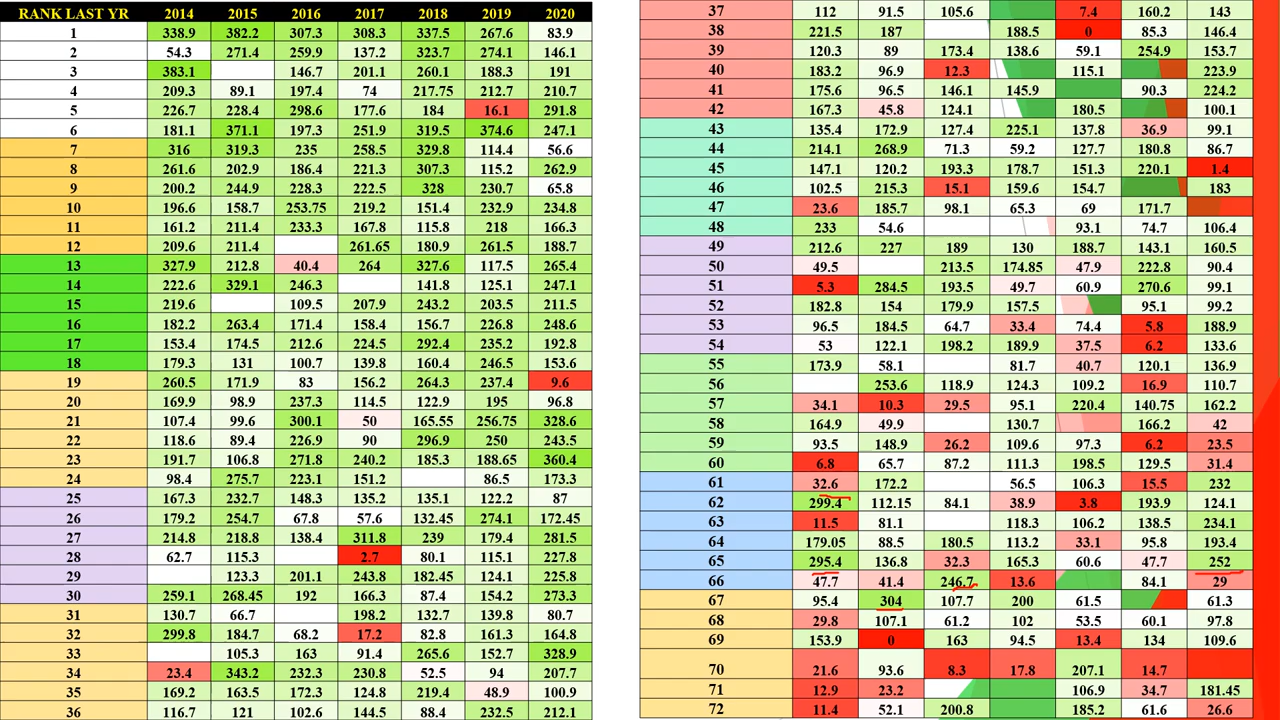 RANK LAST YR 2014 2015 2016 2017 2018 2019 2020
1 338.9 382.2 307.3 308.3 337.5 267.6 83.9
2 54.3 271.4 259.9 137.2 323.7 274.1 146.1
3 383.1 146.7 201.1 260.1 188.3 191
4 209.3 89.1 197.4 74 217.75 212.7 210.7
5 226.7 228.4 298.6 177.6 184 16.1 291.8
6 181.1 371.1 197.3 251.9 319.5 374.6 247.1
7 316 319.3 235 258.5 329.8 114.4 56.6
8 261.6 202.9 186.4 221.3 307.3 115.2 262.9
9 200.2 244.9 228.3 222.5 328 230.7 65.8
10 196.6 158.7 253.75 219.2 151.4 232.9 234.8
11 161.2 211.4 233.3 167.8 115.8 218 166.3
12 209.6 211.4 261.65 180.9 261.5 188.7
13 327.9 212.8 40.4 264 327.6 117.5 265.4
14 222.6 329.1 246.3 141.8 125.1 247.1
15 219.6 109.5 207.9 243.2 203.5 211.5
16 182.2 263.4 171.4 158.4 156.7 226.8 248.6
17 153.4 174.5 212.6 224.5 292.4 235.2 192.8
18 179.3 131 100.7 139.8 160.4 246.5 153.6
19 260.5 171.9 83 156.2 264.3 237.4 9.6
20 169.9 98.9 237.3 114.5 122.9 195 96.8
21 107.4 99.6 300.1 50 165.55 256.75 328.6
22 118.6 89.4 226.9 90 296.9 250 243.5
23 191.7 106.8 271.8 240.2 185.3 188.65 360.4
24 98.4 275.7 223.1 151.2 86.5 173.3
25 167.3 232.7 148.3 135.2 135.1 122.2 87
26 179.2 254.7 67.8 57.6 132.45 274.1 172.45
27 214.8 218.8 138.4 311.8 239 179.4 281.5
28 62.7 115.3 2.7 80.1 115.1 227.8
29 123.3 201.1 243.8 182.45 124.1 225.8
30 259.1 268.45 192 166.3 87.4 154.2 273.3
31 130.7 66.7 198.2 132.7 139.8 80.7
32 299.8 184.7 68.2 17.2 82.8 161.3 164.8
33 105.3 163 91.4 265.6 152.7 328.9
34 23.4 343.2 232.3 230.8 52.5 94 207.7
35 169.2 163.5 172.3 124.8 219.4 48.9 100.9
36 116.7 121 102.6 144.5 88.4 232.5 212.1
37 112 91.5 105.6 7.4 160.2 143
38 221.5 187 188.5 0 85.3 146.4
39 120.3 89 173.4 138.6 59.1 254.9 153.7
40 183.2 96.9 12.3 115.1 223.9
41 175.6 96.5 146.1 145.9 90.3 224.2
42 167.3 45.8 124.1 180.5 100.1
43 135.4 172.9 127.4 225.1 137.8 36.9 99.1
44 214.1 268.9 71.3 59.2 127.7 180.8 86.7
45 147.1 120.2 193.3 178.7 151.3 220.1 1.4
46 102.5 215.3 15.1 159.6 154.7 183
47 23.6 185.7 98.1 65.3 69 171.7
48 233 54.6 93.1 74.7 106.4
49 212.6 227 189 130 188.7 143.1 160.5
50 49.5 213.5 174.85 47.9 222.8 90.4
51 5.3 284.5 193.5 49.7 60.9 270.6 99.1
52 182.8 154 179.9 157.5 95.1 99.2
53 96.5 184.5 64.7 33.4 74.4 5.8 188.9
54 53 122.1 198.2 189.9 37.5 6.2 133.6
55 173.9 58.1 81.7 40.7 120.1 136.9
56 253.6 118.9 124.3 109.2 16.9 110.7
57 34.1 10.3 29.5 95.1 220.4 140.75 162.2
58 164.9 49.9 130.7 166.2 42
59 93.5 148.9 26.2 109.6 97.3 6.2 23.5
60 6.8 65.7 87.2 111.3 198.5 129.5 31.4
61 32.6 172.2 56.5 106.3 15.5 232
62 299.4 112.15 84.1 38.9 3.8 193.9 124.1
63 11.5 81.1 118.3 106.2 138.5 234.1
64 179.05 88.5 180.5 113.2 33.1 95.8 193.4
65 295.4 136.8 32.3 165.3 60.6 47.7 252
66 47.7 41.4 246.7 13.6 84.1 29
67 95.4 304 107.7 200 61.5 61.3
68 29.8 107.1 61.2 102 53.5 60.1 97.8
69 153.9 0 163 94.5 13.4 134 109.6
70 21.6 93.6 8.3 17.8 207.1 14.7
71 12.9 23.2 106.9 34.7 181.45
72 11.4 52.1 200.8 185.2 61.6 26.6